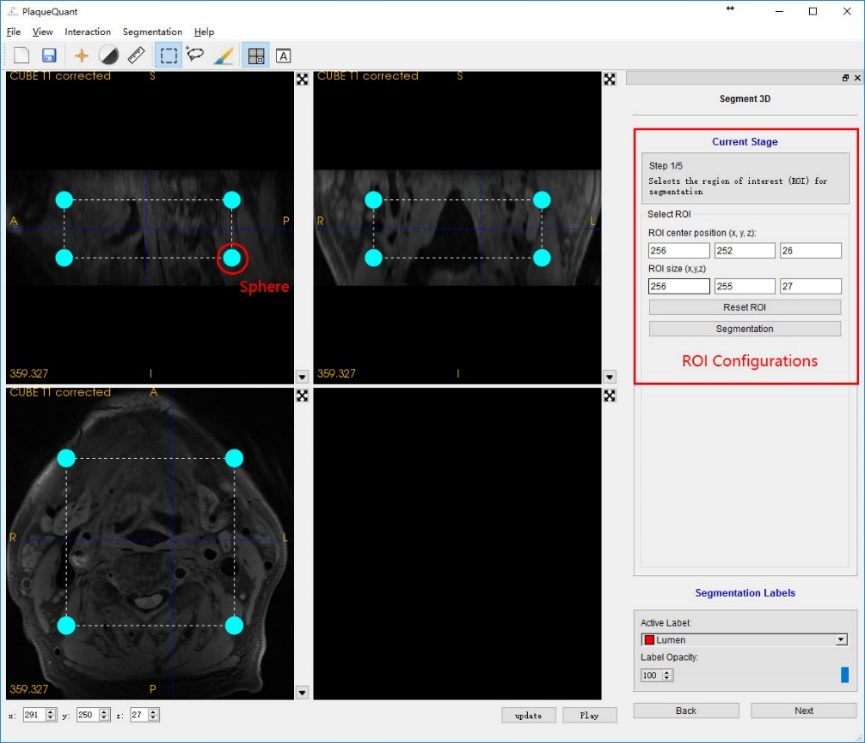 PlaqueQuant
File View Interaction Segmentation Help
A
CUBE T1 corrected S
CUBE T1 corrected S
A P
R L
Sphere
359.327 I
359.327 I
CUBE T1 corrected A
R L
359.327 P
Segment 3D
Current Stage
Step 1/5
Selects the region of interest (ROI) for
segmentation
Select ROI
ROI center position (x, y, z):
256 252 26
ROI size (x,y,z)
256 255 27
Reset ROI
Segmentation
ROI Configurations
Segmentation Labels
Active Label:
Lumen
Label Opacity:
100
x: 291 y: 250 z: 27 update Play Back Next